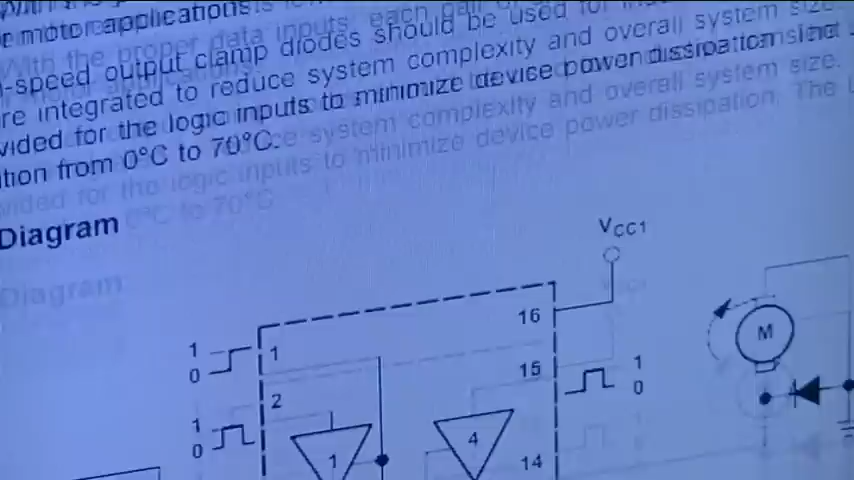 e motor applications
With the proper data inputs, each pair
-speed output clamp diodes should be used for
re integrated to reduce system complexity and overall system size
vided for the logic inputs to minimize device power dissipation
tion from 0°C to 70°C.
Diagram
VCC1
1
0
1
16
M
1
0
2
15
1
0
1
4
14